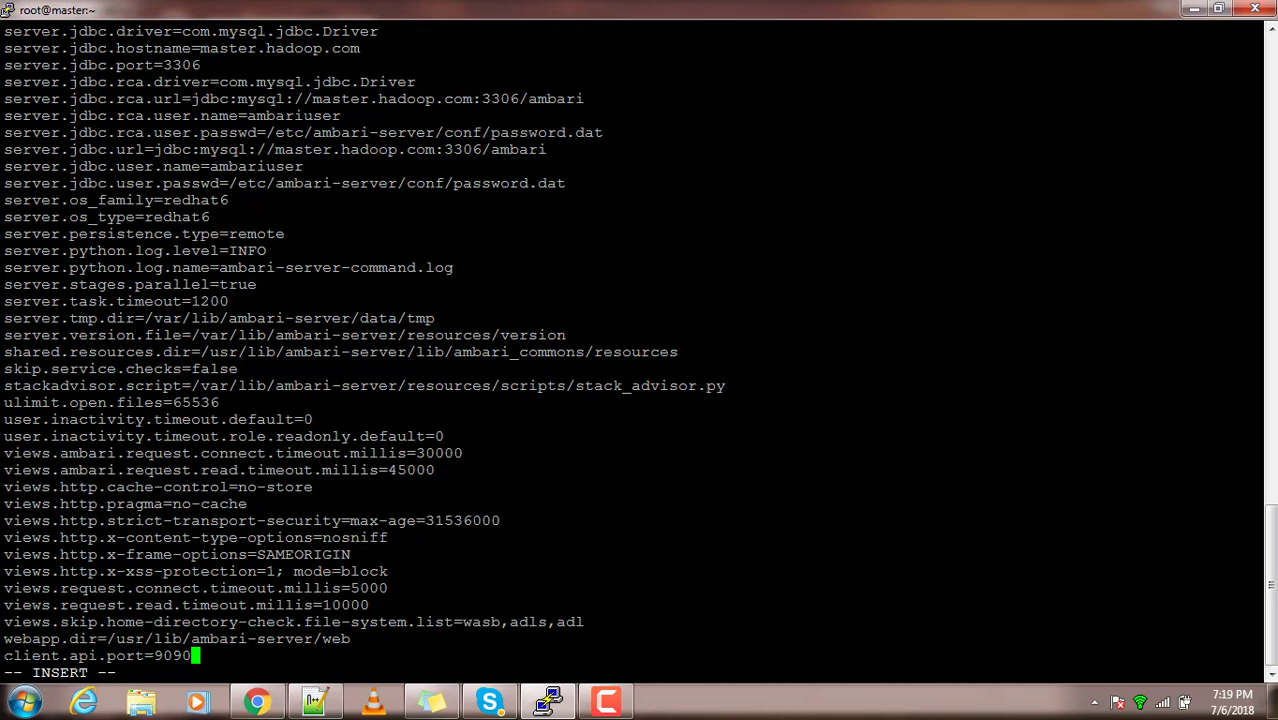 root@master:~
server.jdbc.driver=com.mysql.jdbc.Driver
server.jdbc.hostname=master.hadoop.com
server.jdbc.port=3306
server.jdbc.rca.driver=com.mysql.jdbc.Driver
server.jdbc.rca.url=jdbc:mysql://master.hadoop.com:3306/ambari
server.jdbc.rca.user.name=ambariuser
server.jdbc.rca.user.passwd=/etc/ambari-server/conf/password.dat
server.jdbc.url=jdbc:mysql://master.hadoop.com:3306/ambari
server.jdbc.user.name=ambariuser
server.jdbc.user.passwd=/etc/ambari-server/conf/password.dat
server.os_family=redhat6
server.os_type=redhat6
server.persistence.type=remote
server.python.log.level=INFO
server.python.log.name=ambari-server-command.log
server.stages.parallel=true
server.task.timeout=1200
server.tmp.dir=/var/lib/ambari-server/data/tmp
server.version.file=/var/lib/ambari-server/resources/version
shared.resources.dir=/usr/lib/ambari-server/lib/ambari_commons/resources
skip.service.checks=false
stackadvisor.script=/var/lib/ambari-server/resources/scripts/stack_advisor.py
ulimit.open.files=65536
user.inactivity.timeout.default=0
user.inactivity.timeout.role.readonly.default=0
views.ambari.request.connect.timeout.millis=30000
views.ambari.request.read.timeout.millis=45000
views.http.cache-control=no-store
views.http.pragma=no-cache
views.http.strict-transport-security=max-age=31536000
views.http.x-content-type-options=nosniff
views.http.x-frame-options=SAMEORIGIN
views.http.x-xss-protection=1; mode=block
views.request.connect.timeout.millis=5000
views.request.read.timeout.millis=10000
views.skip.home-directory-check.file-system.list=wasb,adls,adl
webapp.dir=/usr/lib/ambari-server/web
client.api.port=9090
-- INSERT --
7:19 PM
7/6/2018